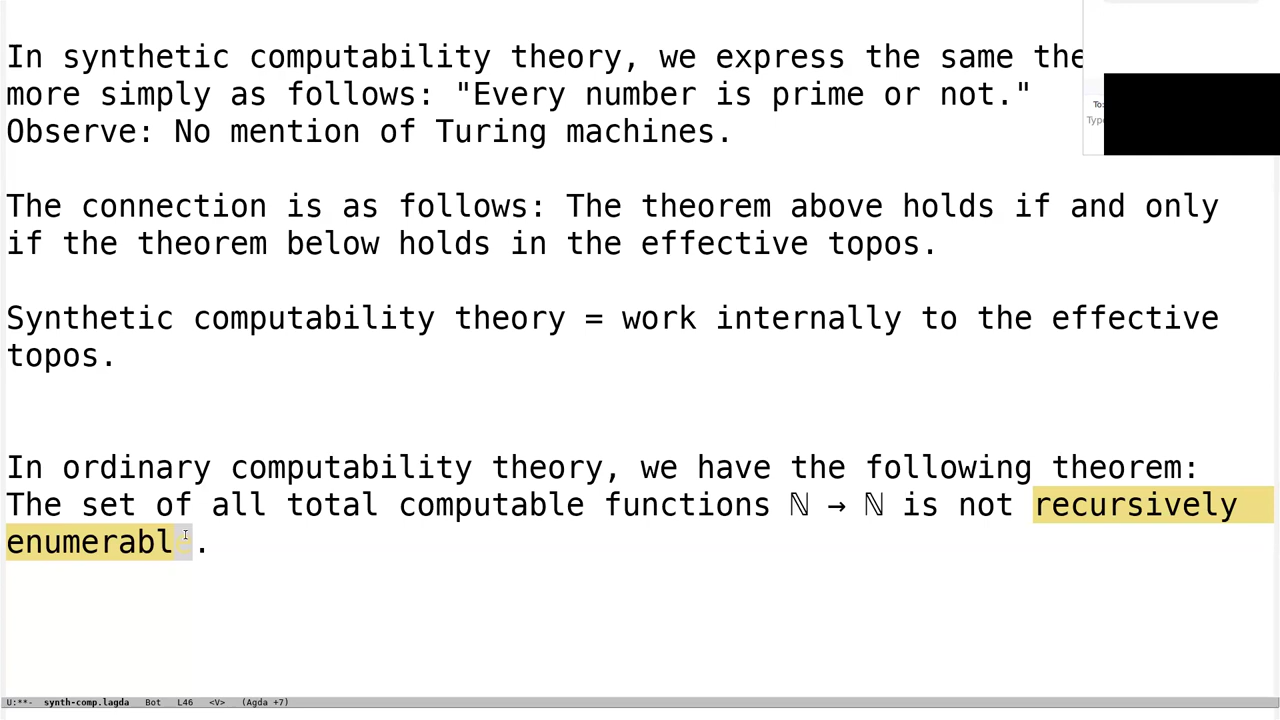 In synthetic computability theory, we express the same the
more simply as follows: "Every number is prime or not."
Observe: No mention of Turing machines.
The connection is as follows: The theorem above holds if and only
if the theorem below holds in the effective topos.
Synthetic computability theory = work internally to the effective
topos.
In ordinary computability theory, we have the following theorem:
The set of all total computable functions ℕ → ℕ is not recursively
enumerabl .
To:
Type
U:**- synth-comp.lagda Bot L46 <V> (Agda +7)